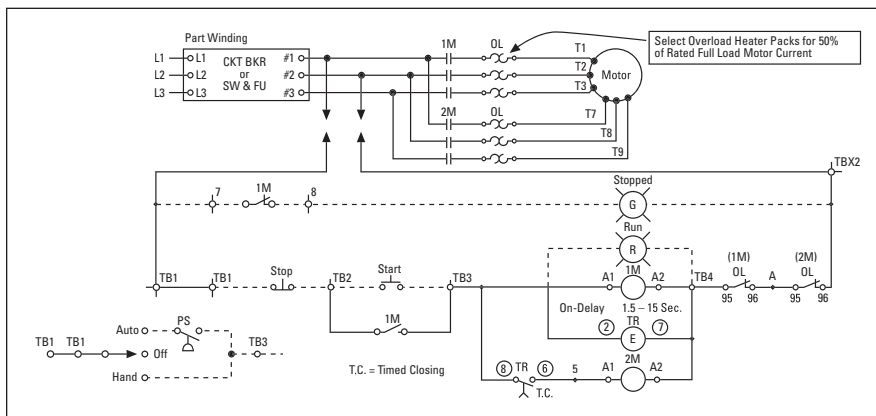 Part Winding
L1 L1 CKT BKR #1 1M OL T1
or
L2 L2 SW & FU #2 T2 Motor
L3 L3 #3 T3
Select Overload Heater Packs for 50%
of Rated Full Load Motor Current
2M OL T7
T8
T9
TBX2
Stopped
7 1M 8 G
Run
R
TB1 TB1 Stop TB2 Start TB3 A1 1M A2 TB4 (1M) OL A (2M) OL
95 96 95 96
1M
On-Delay 1.5 – 15 Sec.
2 TR 7
E
Auto PS
TB1 TB1 Off TB3
Hand
T.C. = Timed Closing
8 TR 6 5 A1 2M A2
T.C.